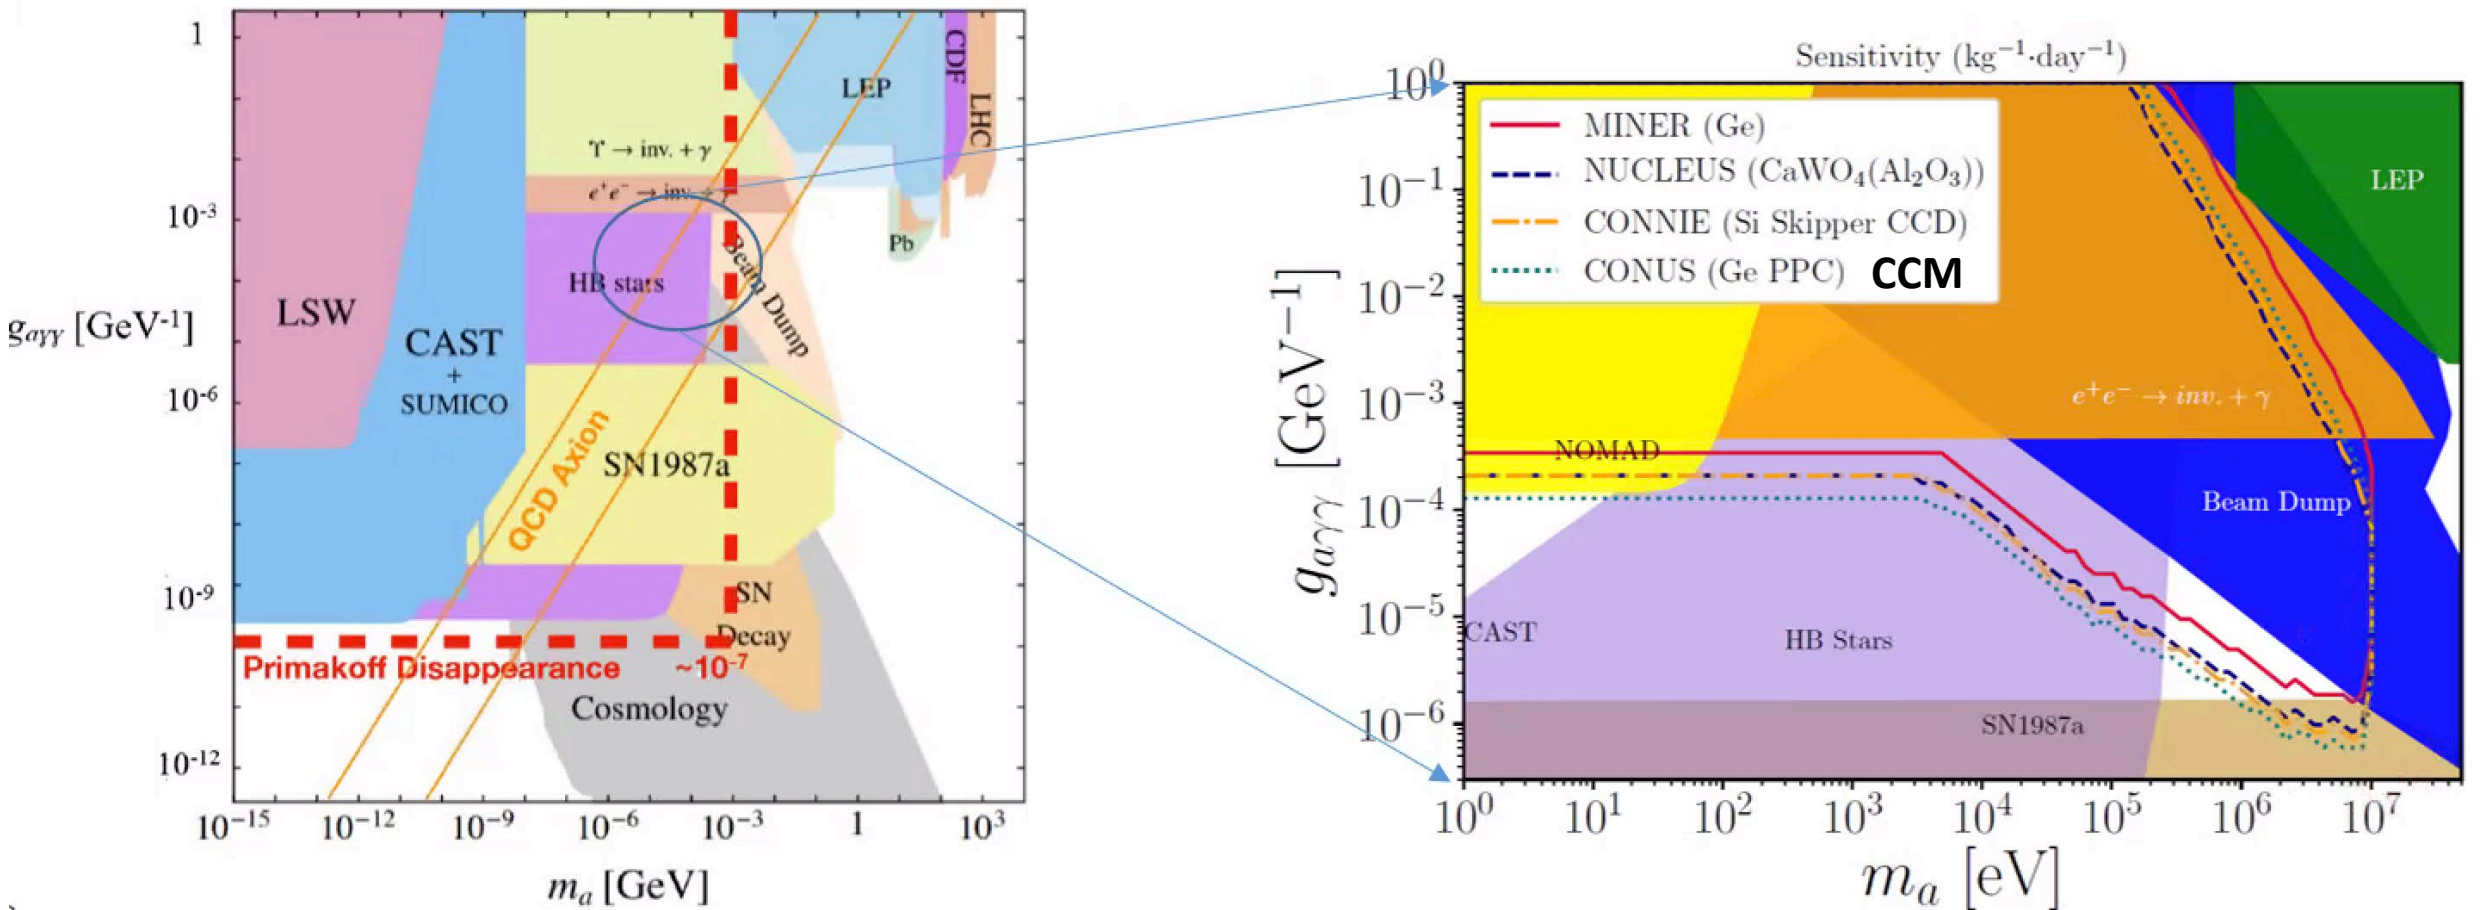 1
10⁻³
g_aγγ [GeV⁻¹]
10⁻⁶
10⁻⁹
10⁻¹²
LSW
CAST
+
SUMICO
ϒ → inv. + γ
e⁺e⁻ → inv. + γ
HB stars
Beam Dump
LEP
CDF
LHC
Pb
QCD Axion
SN1987a
SN
Decay
Primakoff Disappearance ~10⁻⁷
Cosmology
10⁻¹⁵ 10⁻¹² 10⁻⁹ 10⁻⁶ 10⁻³ 1 10³
m_a [GeV]
Sensitivity (kg⁻¹·day⁻¹)
10⁰
10⁻¹
10⁻²
10⁻³
10⁻⁴
10⁻⁵
10⁻⁶
g_aγγ [GeV⁻¹]
MINER (Ge)
NUCLEUS (CaWO₄(Al₂O₃))
CONNIE (Si Skipper CCD)
CONUS (Ge PPC) CCM
LEP
e⁺e⁻ → inv. + γ
NOMAD
Beam Dump
CAST
HB Stars
SN1987a
10⁰ 10¹ 10² 10³ 10⁴ 10⁵ 10⁶ 10⁷
m_a [eV]